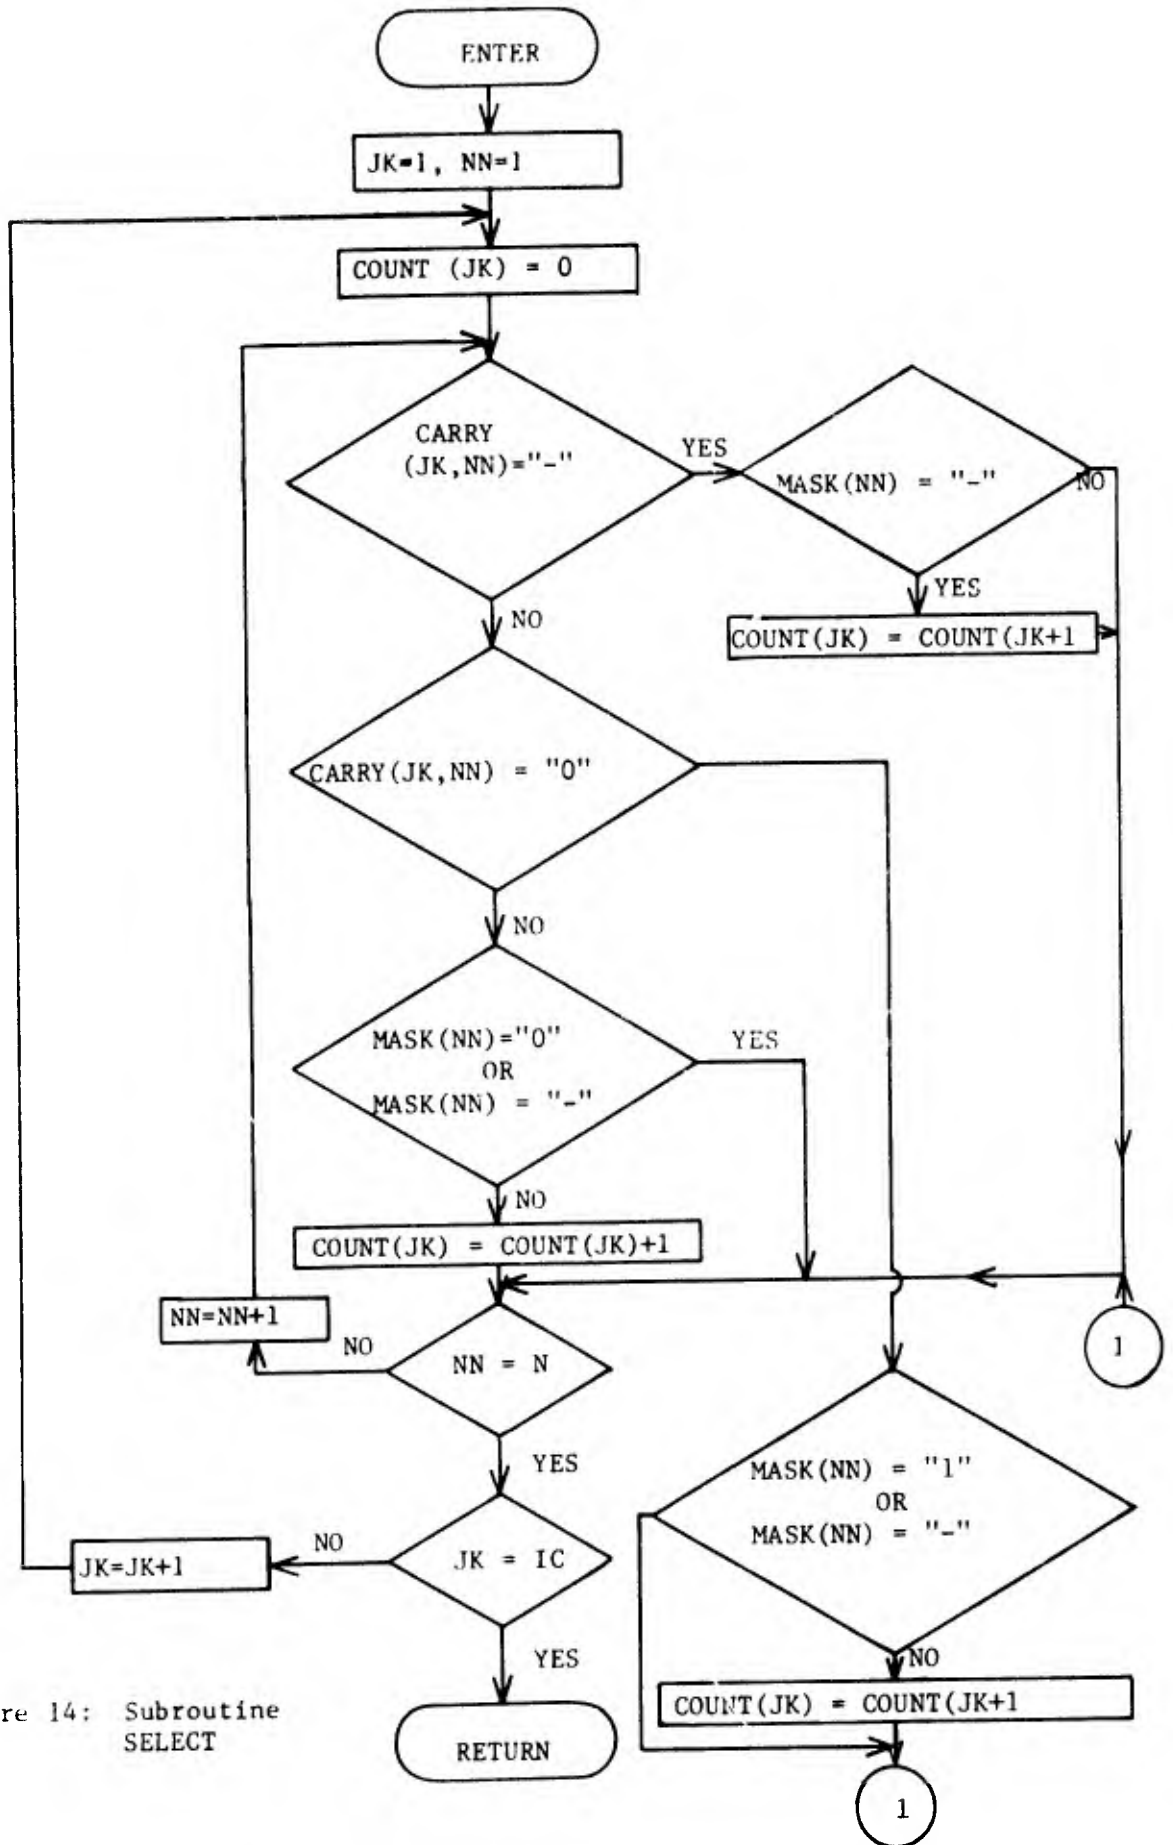 ENTER
JK=1, NN=1
COUNT (JK) = 0
CARRY
(JK,NN)="-"
YES
MASK(NN) = "-"
NO
YES
COUNT(JK) = COUNT(JK+1
NO
CARRY(JK,NN) = "0"
NO
MASK(NN)="0"
OR
MASK(NN) = "-"
YES
NO
COUNT(JK) = COUNT(JK)+1
NN=NN+1
NO
NN = N
1
YES
MASK(NN) = "1"
OR
MASK(NN) = "-"
JK=JK+1
NO
JK = IC
YES
NO
COUNT(JK) = COUNT(JK+1
re 14: Subroutine
SELECT
RETURN
1